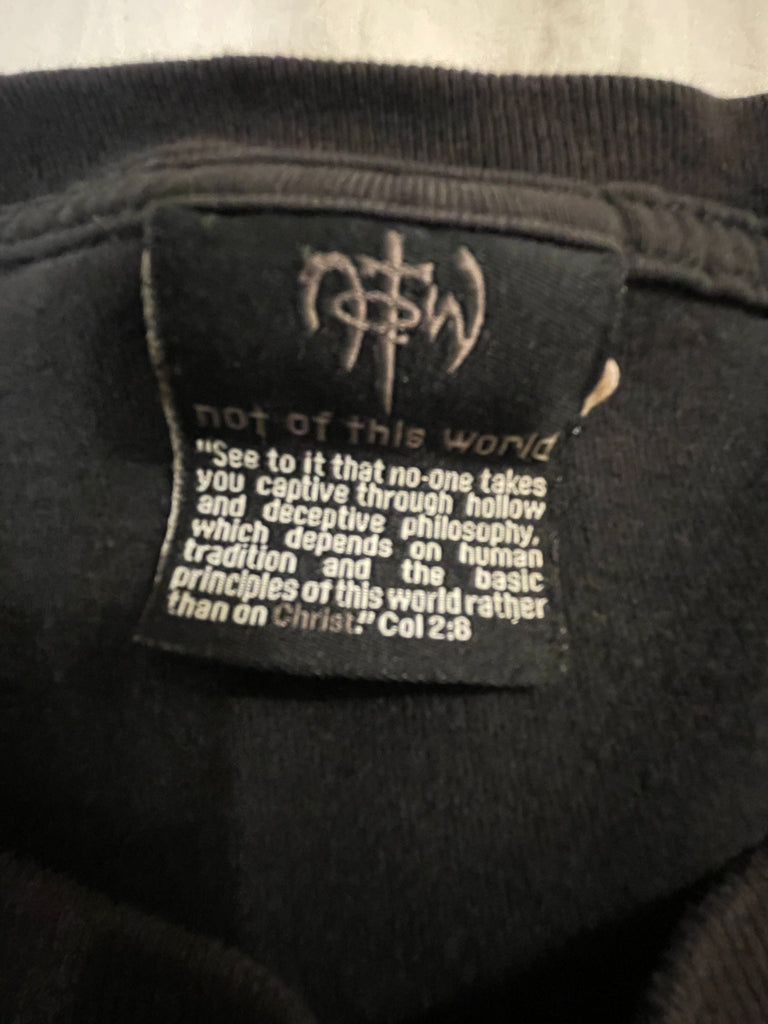 NOTW
not of this world
"See to it that no-one takes
you captive through hollow
and deceptive philosophy,
which depends on human
tradition and the basic
principles of this world rather
than on Christ." Col 2:8